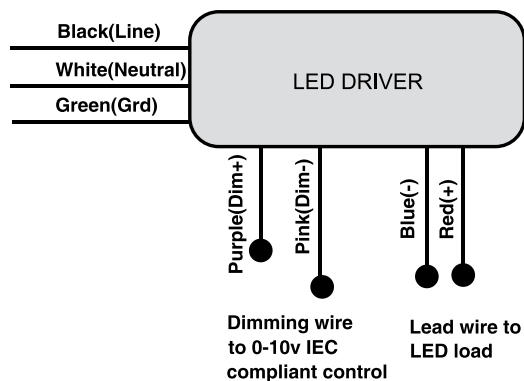 Black(Line)
White(Neutral)
Green(Grd)
LED DRIVER
Purple(Dim+)
Pink(Dim-)
Blue(-)
Red(+)
Dimming wire
to 0-10v IEC
compliant control
Lead wire to
LED load